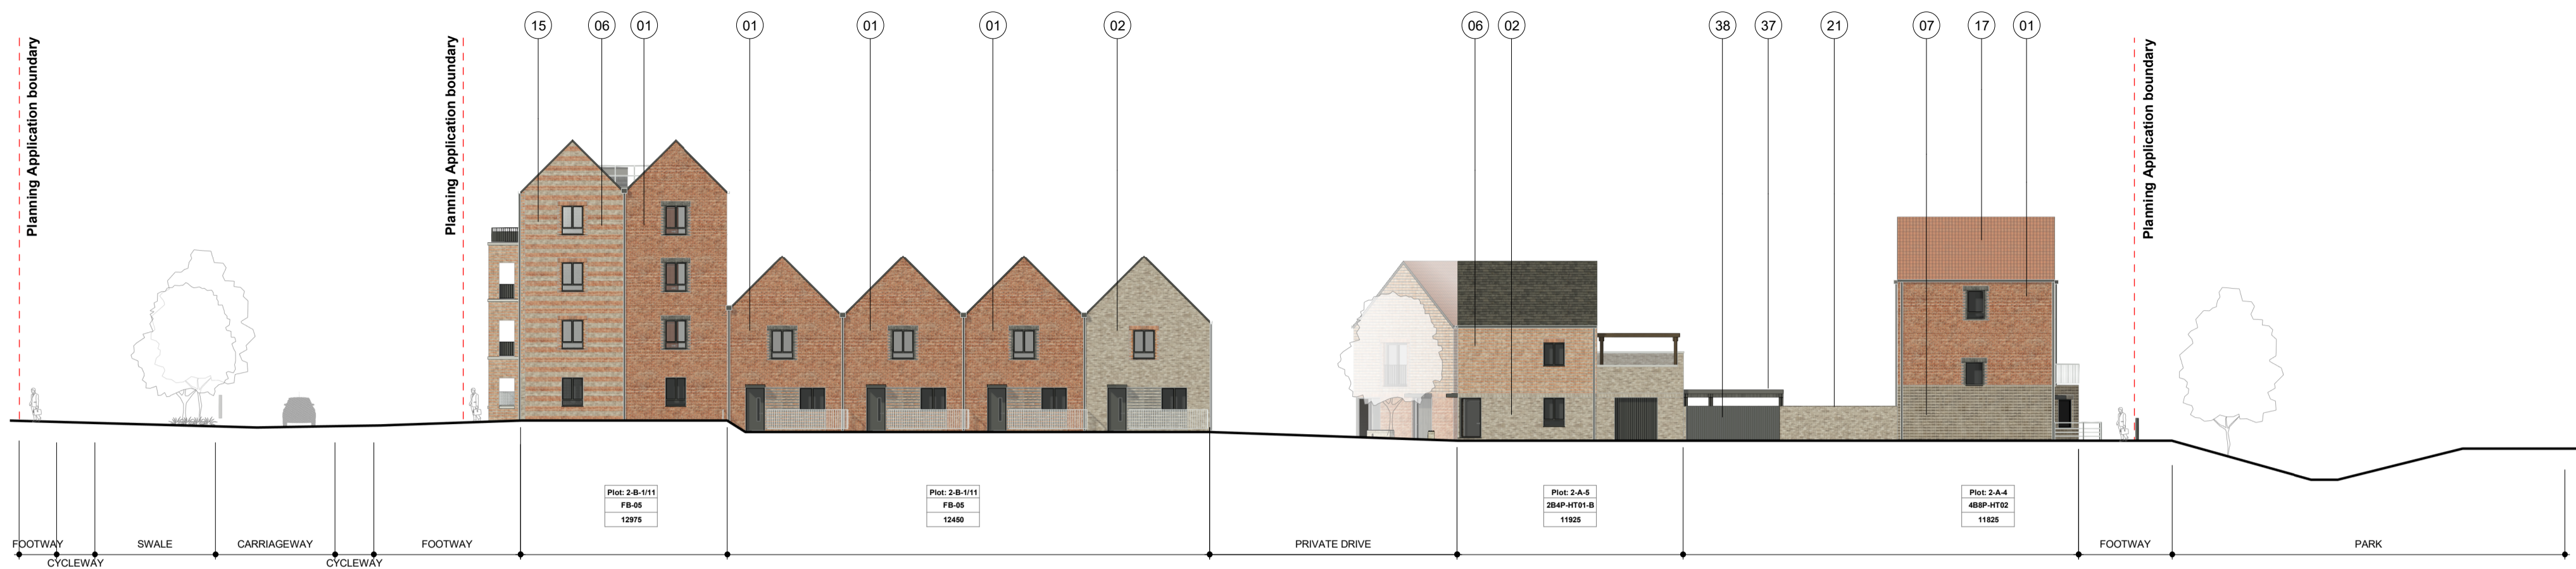 15 06 01 01 01 01 02 06 02 38 37 21 07 17 01
Planning Application boundary
Planning Application boundary
Planning Application boundary
Plot: 2-B-1/11
FB-05
12975
Plot: 2-B-1/11
FB-05
12450
Plot: 2-A-5
2B4P-HT01-B
11925
Plot: 2-A-4
4B8P-HT02
11825
FOOTWAY
CYCLEWAY
SWALE
CARRIAGEWAY
CYCLEWAY
FOOTWAY
PRIVATE DRIVE
FOOTWAY
PARK